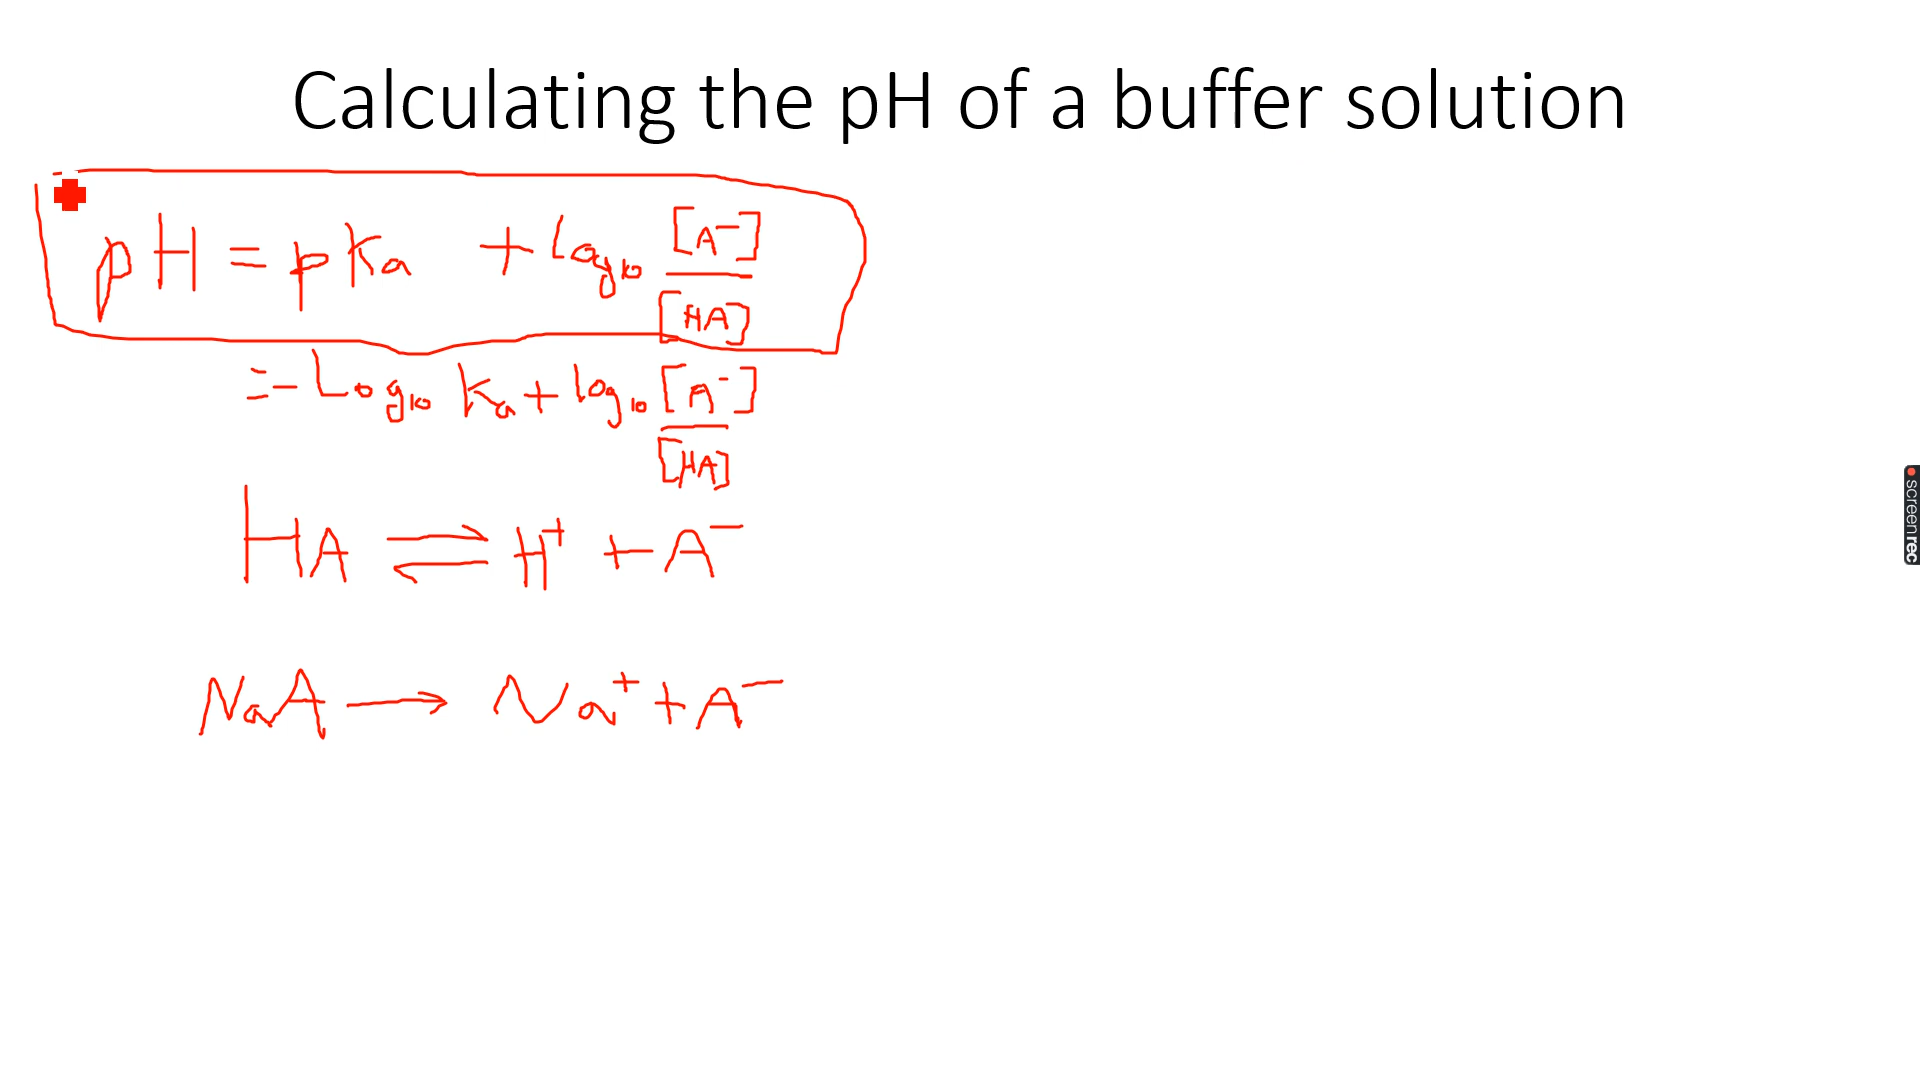 Calculating the pH of a buffer solution
pH = pKa + log₁₀ [A⁻] / [HA]
= - Log₁₀ Ka + log₁₀ [A⁻] / [HA]
HA ⇌ H⁺ + A⁻
NaA → Na⁺ + A⁻
screenrec